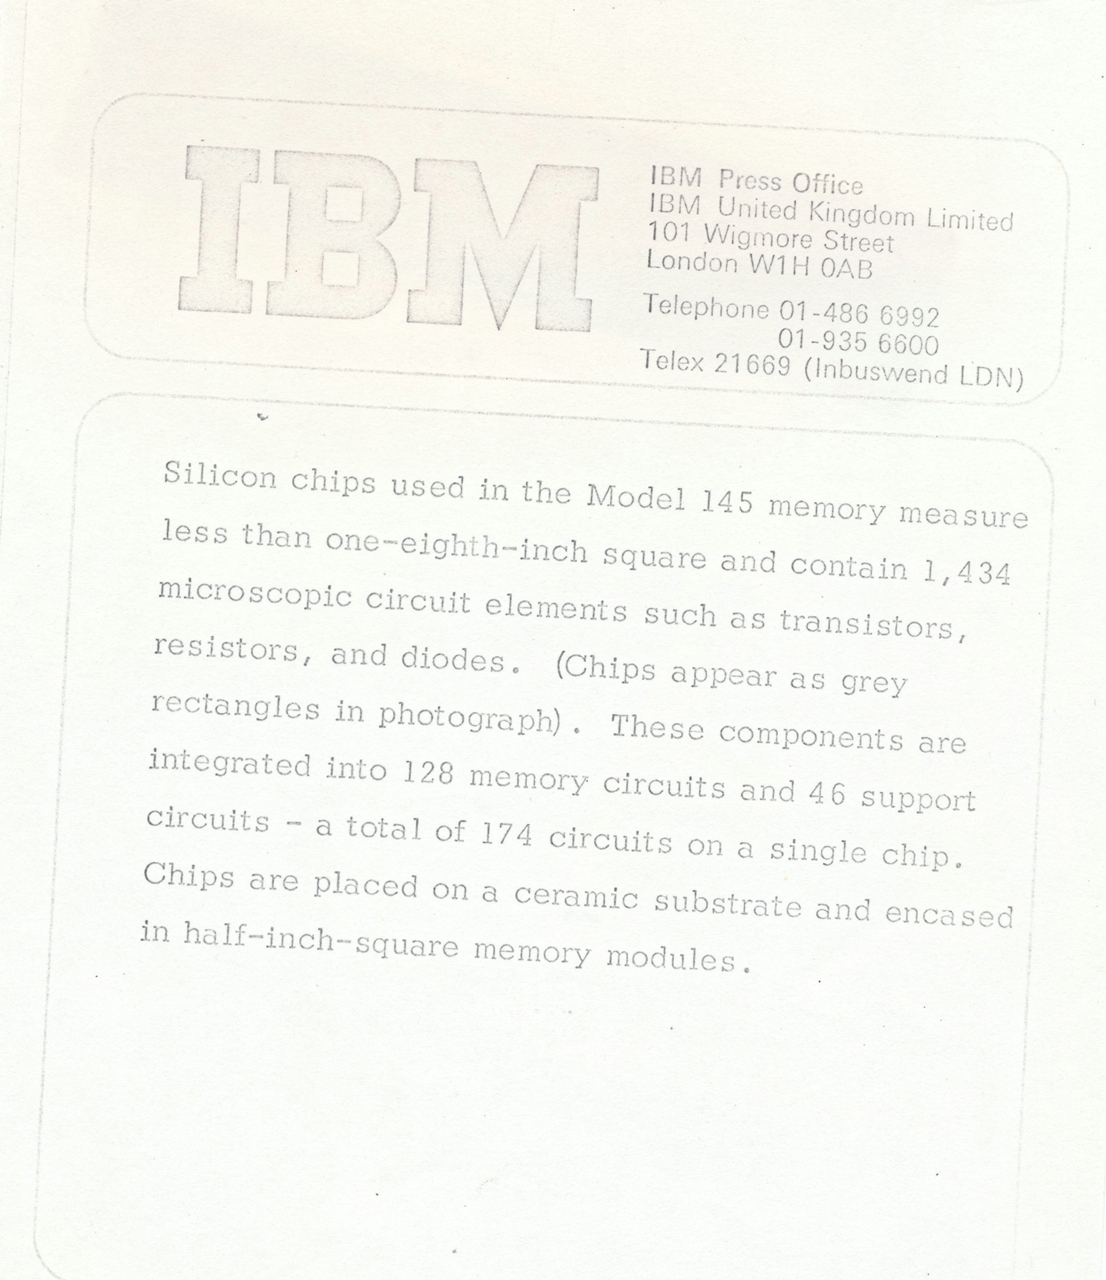 IBM
IBM Press Office
IBM United Kingdom Limited
101 Wigmore Street
London W1H 0AB
Telephone 01-486 6992
01-935 6600
Telex 21669 (Inbuswend LDN)
Silicon chips used in the Model 145 memory measure
less than one-eighth-inch square and contain 1,434
microscopic circuit elements such as transistors,
resistors, and diodes. (Chips appear as grey
rectangles in photograph). These components are
integrated into 128 memory circuits and 46 support
circuits - a total of 174 circuits on a single chip.
Chips are placed on a ceramic substrate and encased
in half-inch-square memory modules.